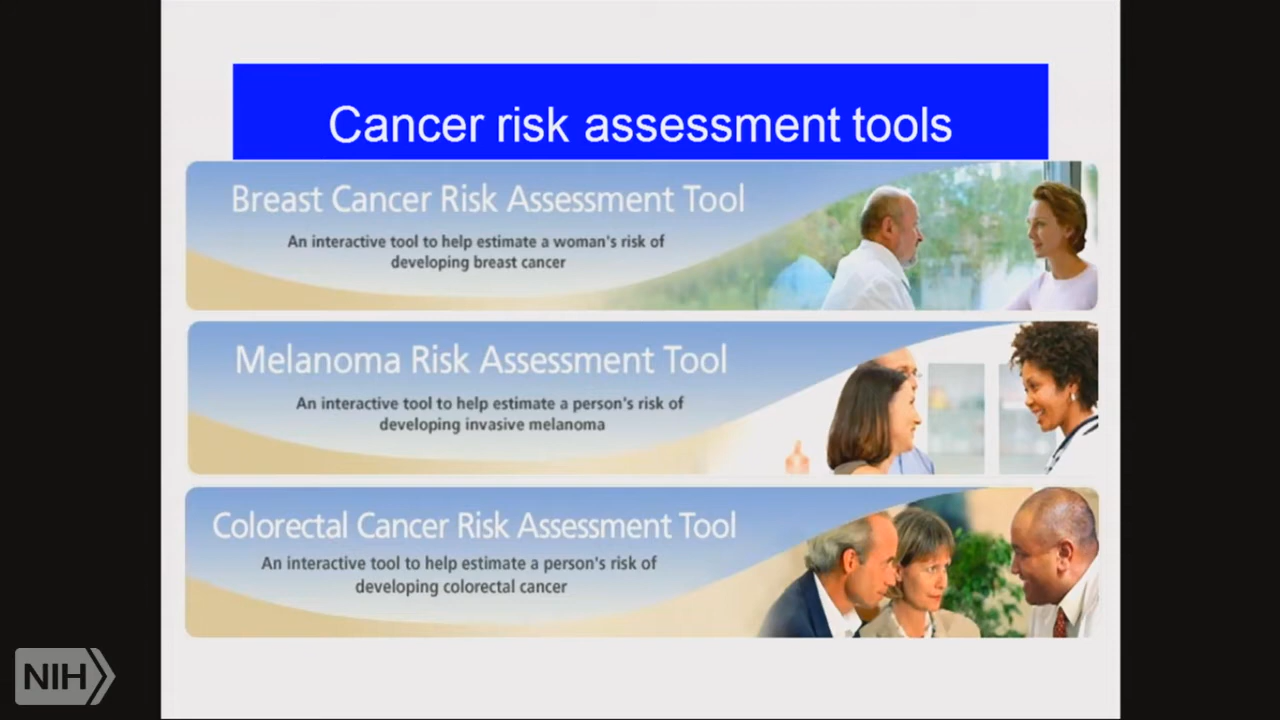 Cancer risk assessment tools
Breast Cancer Risk Assessment Tool
An interactive tool to help estimate a woman's risk of
developing breast cancer
Melanoma Risk Assessment Tool
An interactive tool to help estimate a person's risk of
developing invasive melanoma
Colorectal Cancer Risk Assessment Tool
An interactive tool to help estimate a person's risk of
developing colorectal cancer
NIH